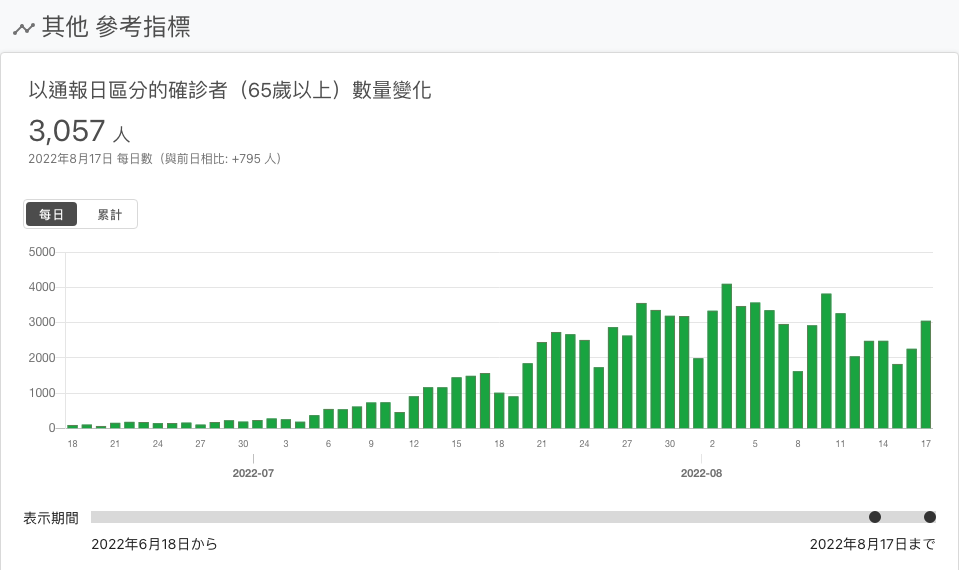 其他 參考指標
以通報日區分的確診者（65歲以上）數量變化
3,057 人
2022年8月17日 每日數（與前日相比: +795 人）
每日 累計
5000
4000
3000
2000
1000
0
18 21 24 27 30 3 6 9 12 15 18 21 24 27 30 2 5 8 11 14 17
2022-07 2022-08
表示期間
2022年6月18日から 2022年8月17日まで